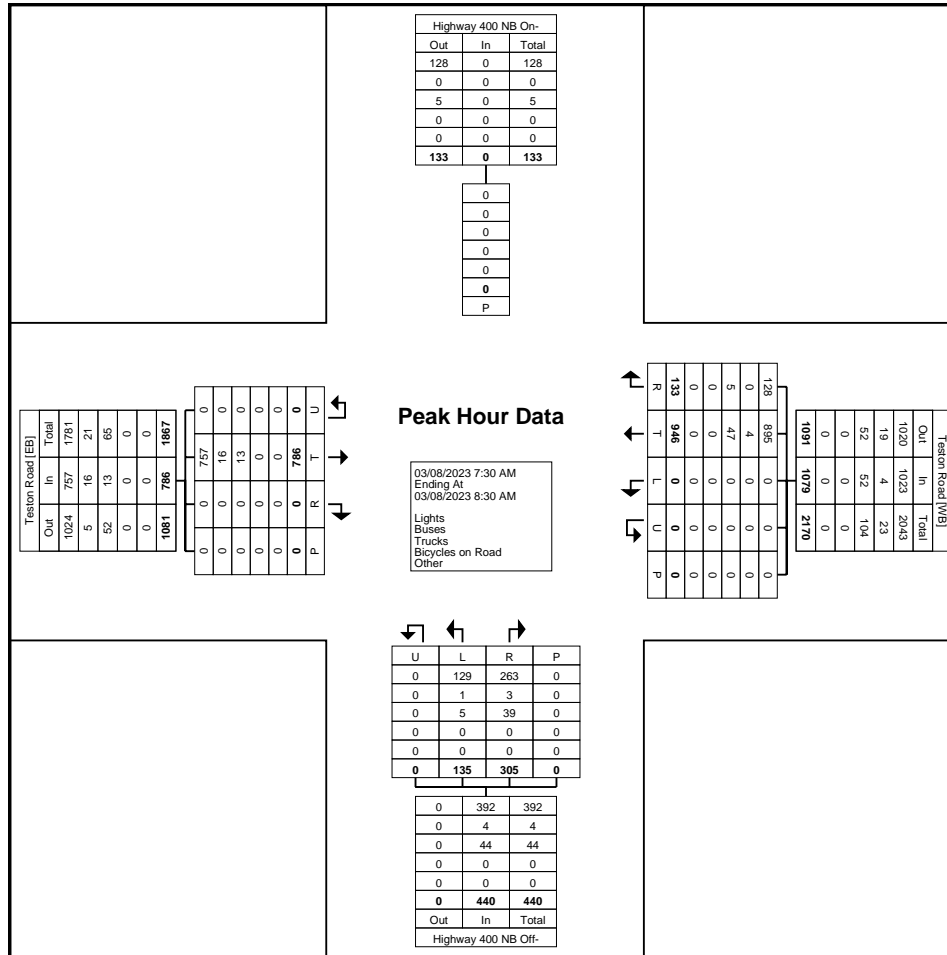 Highway 400 NB On-
Out In Total
128 0 128
0 0 0
5 0 5
0 0 0
0 0 0
133 0 133
0
0
0
0
0
0
P
Teston Road [EB]
Total In Out
1781 757 1024
21 16 5
65 13 52
0 0 0
0 0 0
1867 786 1081
0 757 0 0
0 16 0 0
0 13 0 0
0 0 0 0
0 0 0 0
0 786 0 0
U T R P
Peak Hour Data
03/08/2023 7:30 AM
Ending At
03/08/2023 8:30 AM
Lights
Buses
Trucks
Bicycles on Road
Other
R T L U P
133 946 0 0 0
0 0 0 0 0
0 0 0 0 0
5 47 0 0 0
0 4 0 0 0
128 895 0 0 0
Teston Road [WB]
Out In Total
1020 1023 2043
19 4 23
52 52 104
0 0 0
0 0 0
1091 1079 2170
U L R P
0 129 263 0
0 1 3 0
0 5 39 0
0 0 0 0
0 0 0 0
0 135 305 0
0 392 392
0 4 4
0 44 44
0 0 0
0 0 0
0 440 440
Out In Total
Highway 400 NB Off-